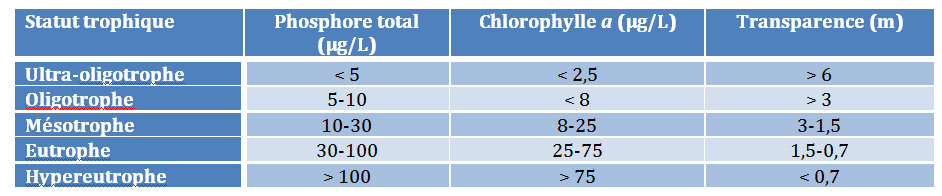 Statut trophique Phosphore total (µg/L) Chlorophylle a (µg/L) Transparence (m)
Ultra-oligotrophe < 5 < 2,5 > 6
Oligotrophe 5-10 < 8 > 3
Mésotrophe 10-30 8-25 3-1,5
Eutrophe 30-100 25-75 1,5-0,7
Hypereutrophe > 100 > 75 < 0,7